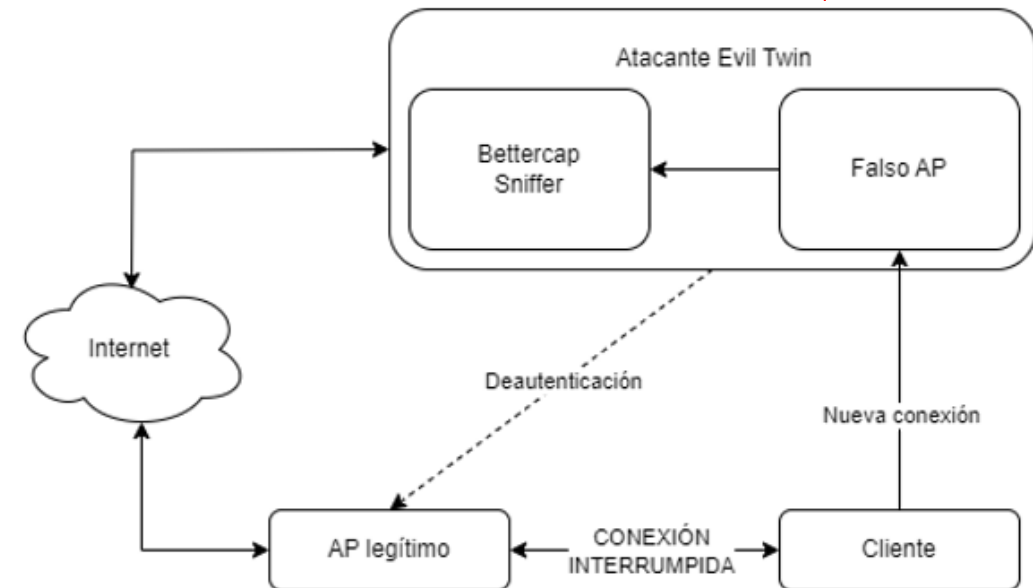 Atacante Evil Twin
Bettercap
Sniffer
Falso AP
Internet
Deautenticación
Nueva conexión
AP legítimo
CONEXIÓN
INTERRUMPIDA
Cliente